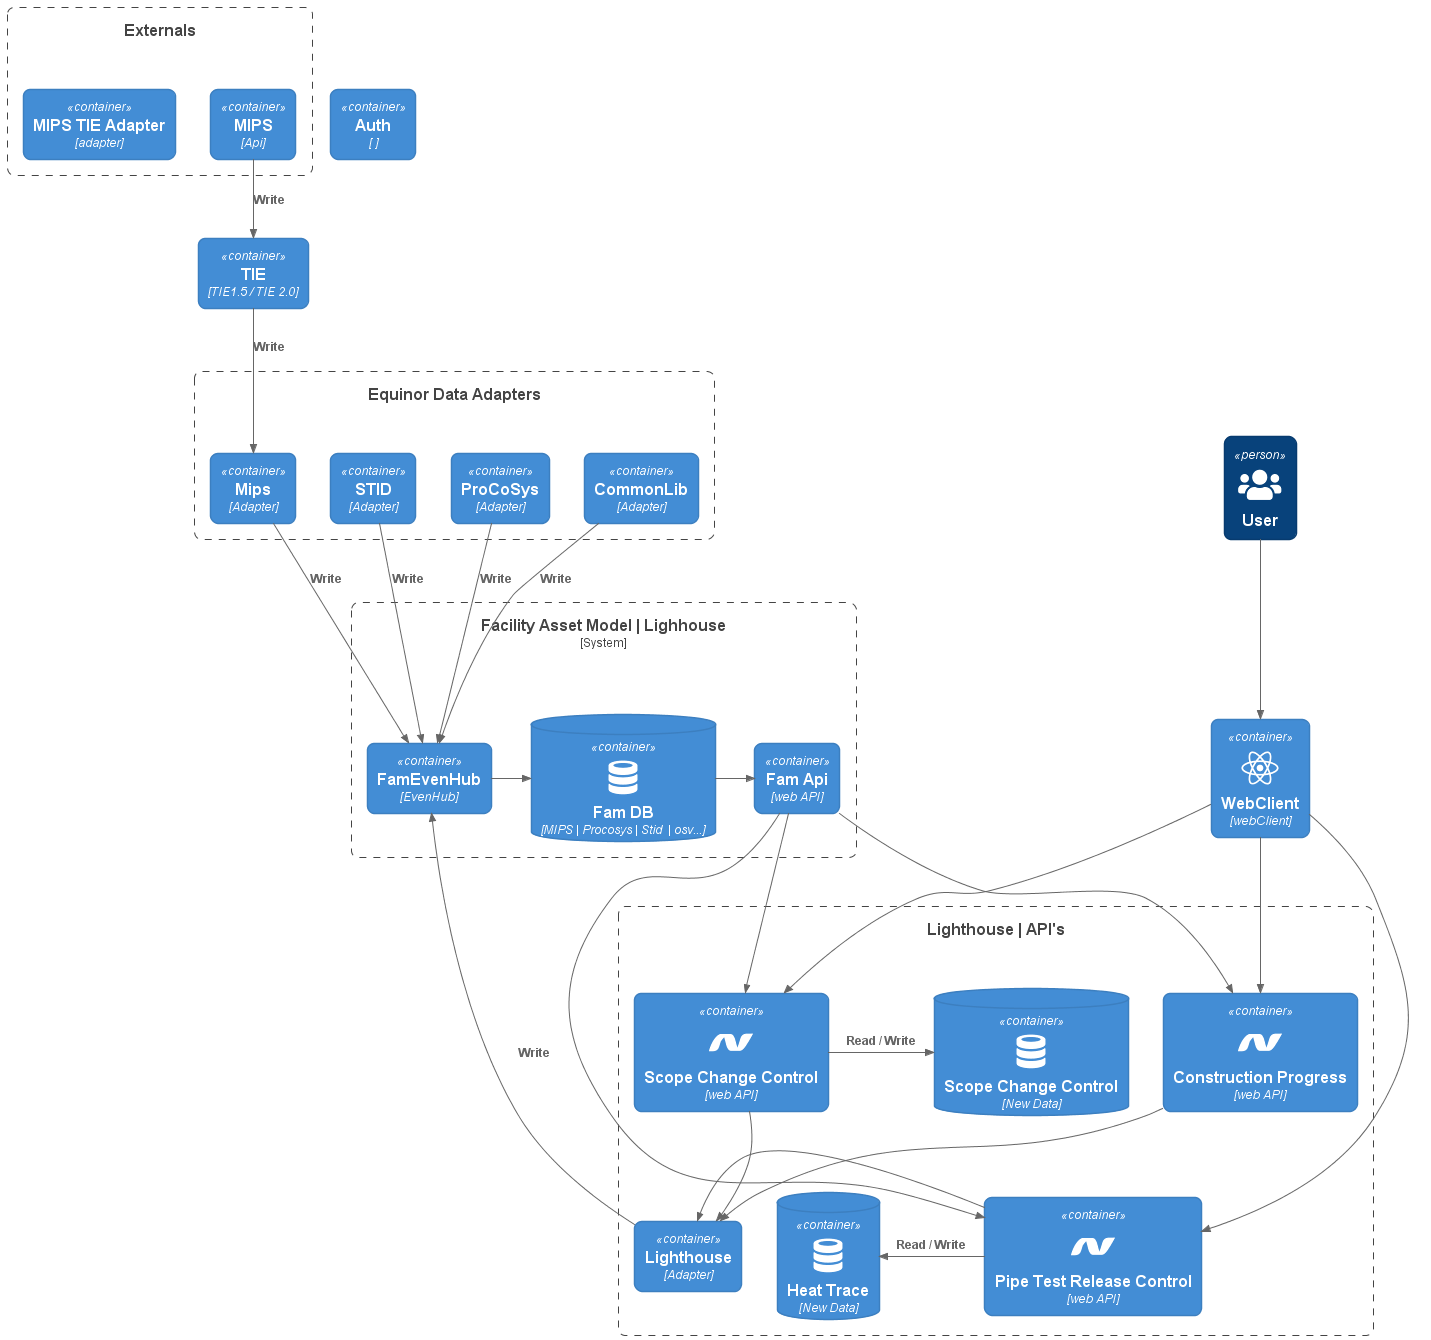 Externals
«container»
MIPS TIE Adapter
[adapter]
«container»
MIPS
[Api]
«container»
Auth
[ ]
Write
«container»
TIE
[TIE1.5 / TIE 2.0]
Write
Equinor Data Adapters
«container»
Mips
[Adapter]
«container»
STID
[Adapter]
«container»
ProCoSys
[Adapter]
«container»
CommonLib
[Adapter]
«person»
User
Write
Write
Write
Write
Facility Asset Model | Lighhouse
[System]
«container»
FamEvenHub
[EvenHub]
«container»
Fam DB
[MIPS | Procosys | Stid | osv...]
«container»
Fam Api
[web API]
«container»
WebClient
[webClient]
Lighthouse | API's
«container»
Scope Change Control
[web API]
Read / Write
«container»
Scope Change Control
[New Data]
«container»
Construction Progress
[web API]
Write
«container»
Lighthouse
[Adapter]
«container»
Heat Trace
[New Data]
Read / Write
«container»
Pipe Test Release Control
[web API]